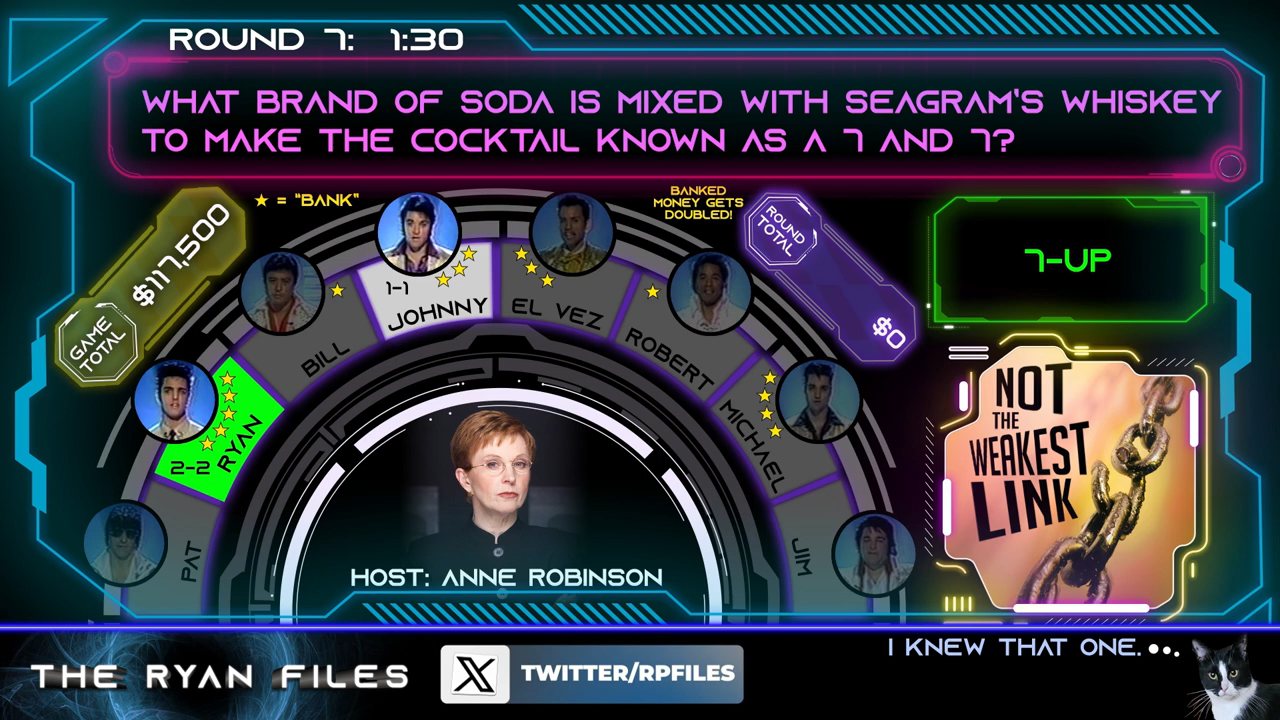 ROUND 7: 1:30
WHAT BRAND OF SODA IS MIXED WITH SEAGRAM'S WHISKEY
TO MAKE THE COCKTAIL KNOWN AS A 7 AND 7?
GAME
TOTAL
$117,500
★ = "BANK"
BANKED
MONEY GETS
DOUBLED!
ROUND
TOTAL
$0
7-UP
PAT
2-2
RYAN
BILL
1-1
JOHNNY
EL VEZ
ROBERT
MICHAEL
JIM
HOST: ANNE ROBINSON
NOT
THE
WEAKEST
LINK
THE RYAN FILES
X
TWITTER/RPFILES
I KNEW THAT ONE...